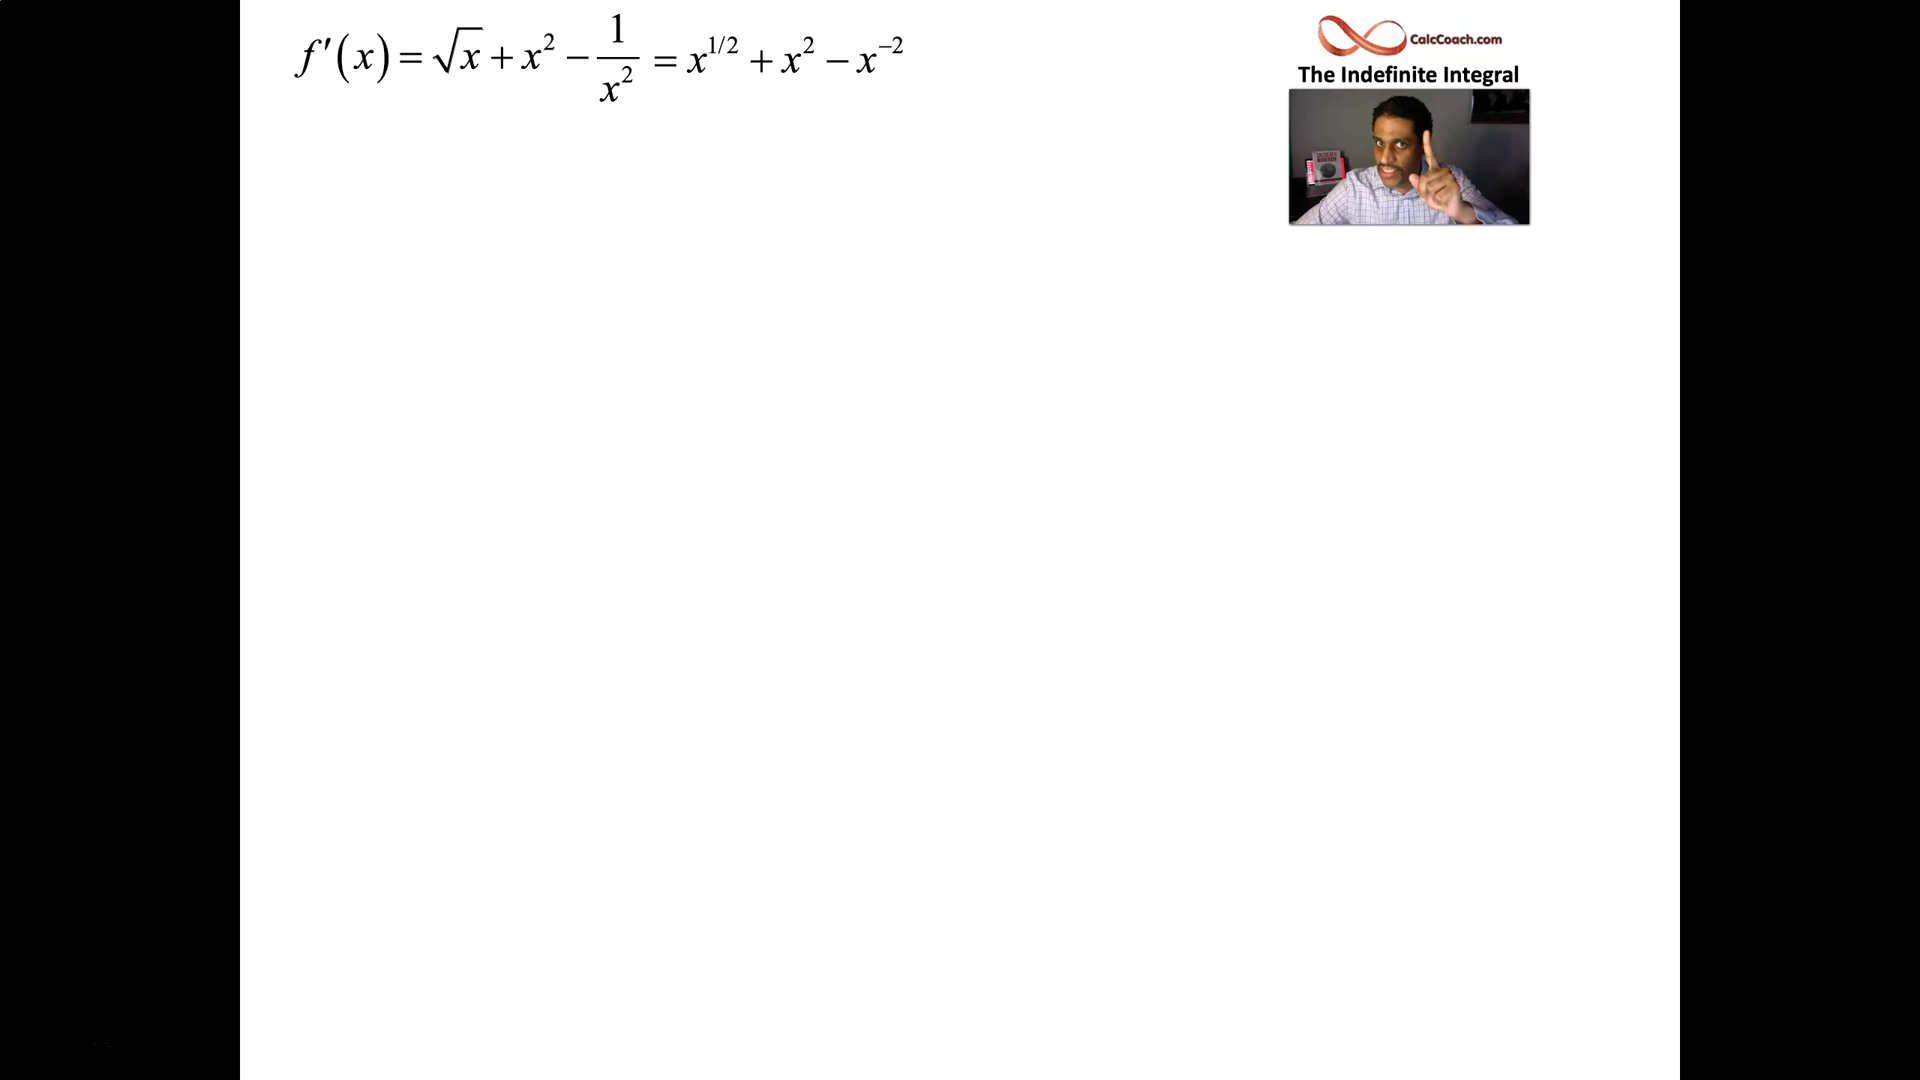 f′(x) = √x + x² − 1/x² = x^{1/2} + x² − x^{−2}
CalcCoach.com
The Indefinite Integral